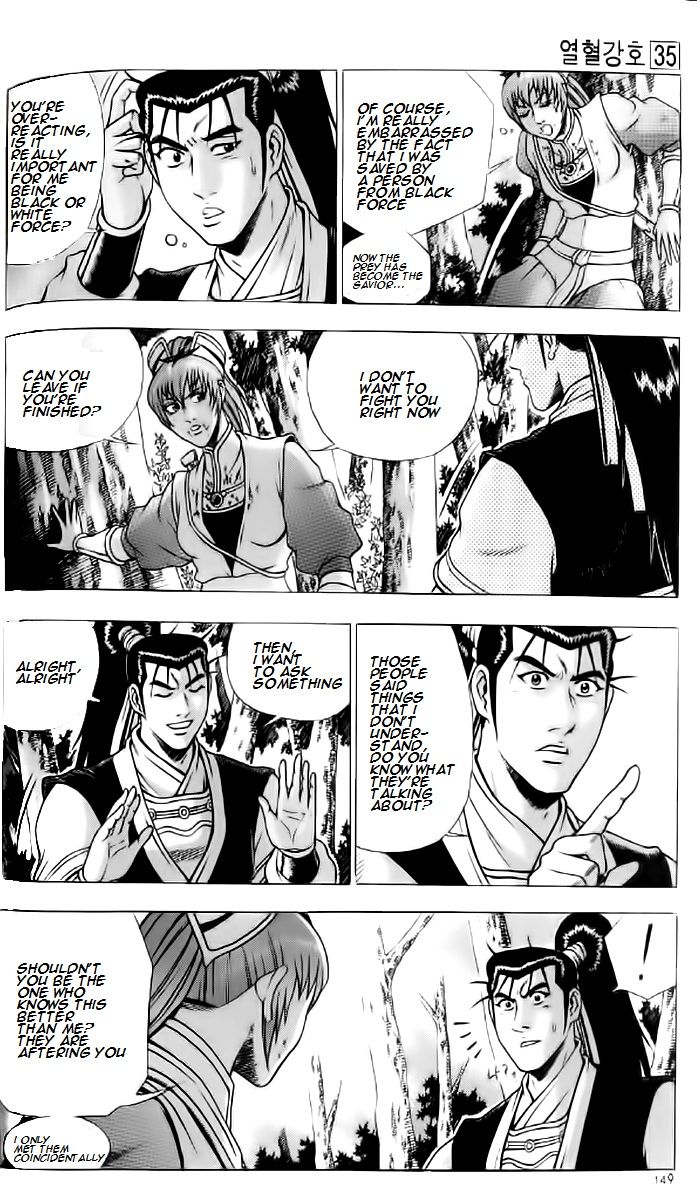 열혈강호 35
YOU'RE
OVER-
REACTING,
IS IT
REALLY
IMPORTANT
FOR ME
BEING
BLACK OR
WHITE
FORCE?
OF COURSE,
I'M REALLY
EMBARRASSED
BY THE FACT
THAT I WAS
SAVED BY
A PERSON
FROM BLACK
FORCE
NOW THE
PREY HAS
BECOME THE
SAVIOR...
CAN YOU
LEAVE IF
YOU'RE
FINISHED?
I DON'T
WANT TO
FIGHT YOU
RIGHT NOW
ALRIGHT,
ALRIGHT
THEN,
I WANT
TO ASK
SOMETHING
THOSE
PEOPLE
SAID
THINGS
THAT I
DON'T
UNDER-
STAND,
DO YOU
KNOW WHAT
THEY'RE
TALKING
ABOUT?
SHOULDN'T
YOU BE THE
ONE WHO
KNOWS THIS
BETTER
THAN ME?
THEY ARE
AFTERING YOU
I ONLY
MET THEM
COINCIDENTALLY
!
149